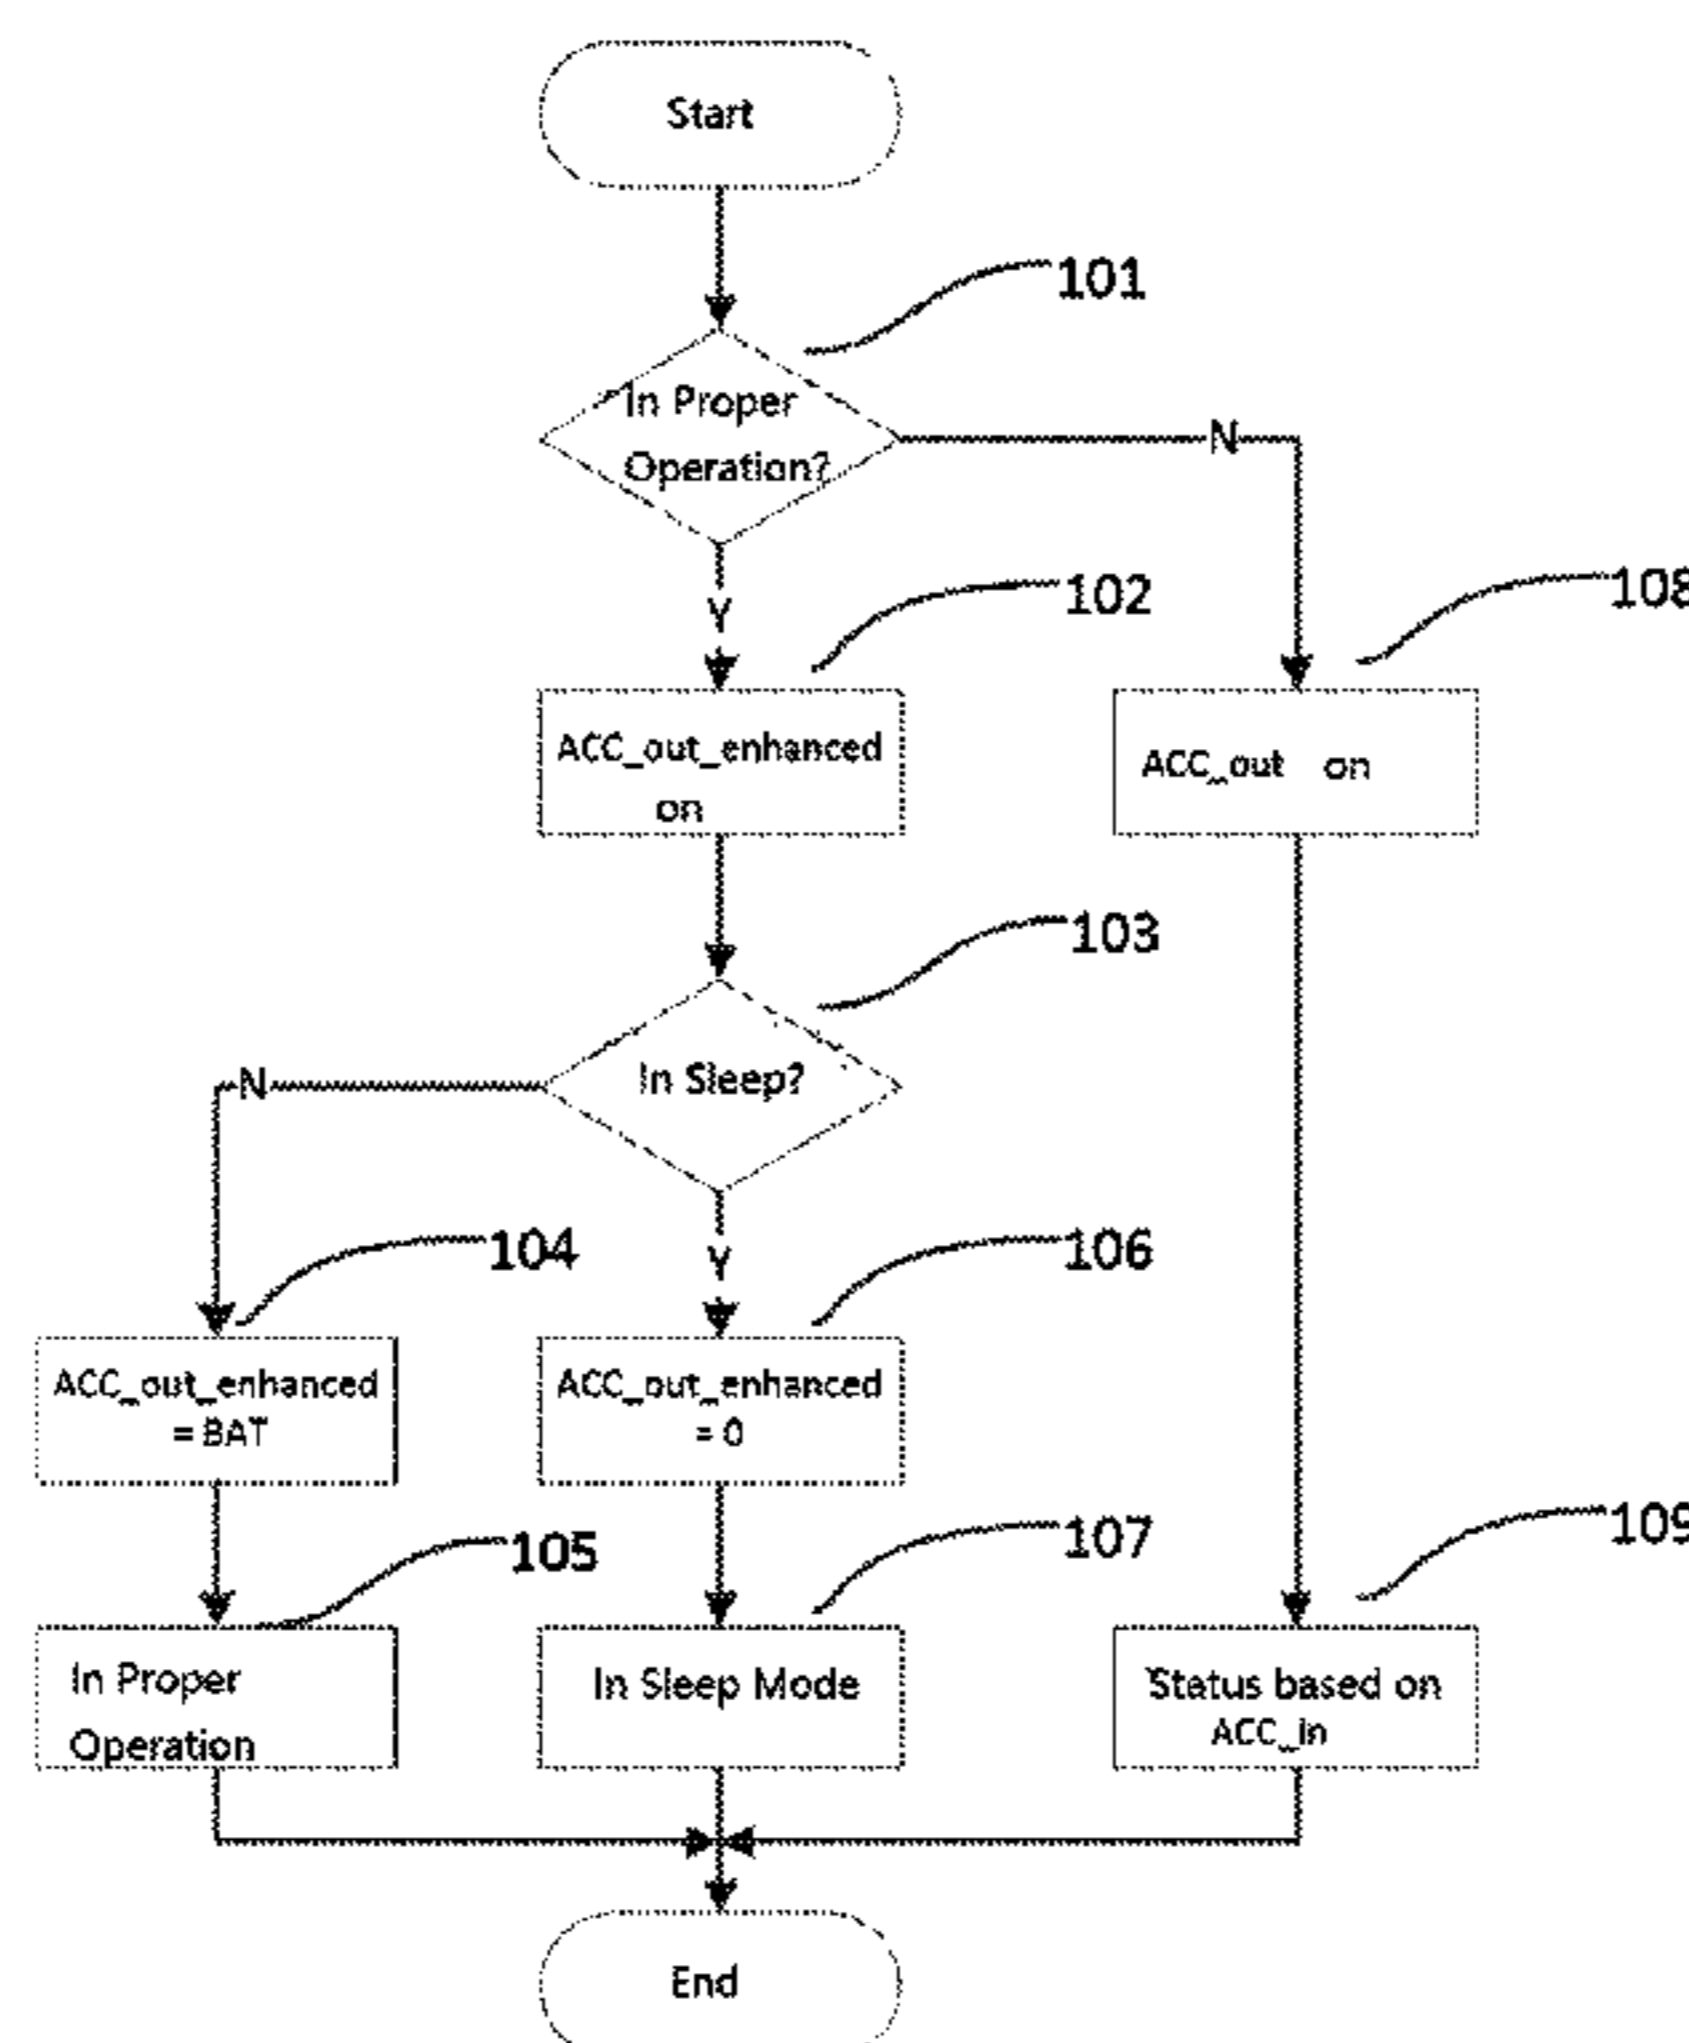 Start
101
In Proper
Operation?
N
Y
102
108
ACC_out_enhanced
on
ACC_out on
103
In Sleep?
N
Y
104
106
ACC_out_enhanced
= BAT
ACC_out_enhanced
= 0
105
107
109
In Proper
Operation
In Sleep Mode
Status based on
ACC_in
End